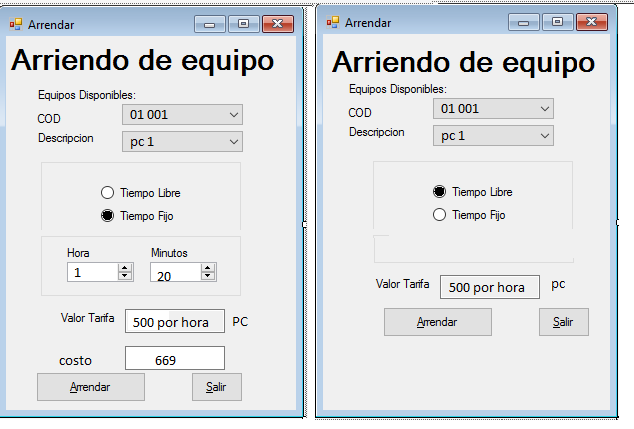 Arrendar
Arriendo de equipo
Equipos Disponibles:
COD 01 001
Descripcion pc 1
Tiempo Libre
Tiempo Fijo
Hora Minutos
1 20
Valor Tarifa 500 por hora PC
costo 669
Arrendar Salir
Arrendar
Arriendo de equipo
Equipos Disponibles:
COD 01 001
Descripcion pc 1
Tiempo Libre
Tiempo Fijo
Valor Tarifa 500 por hora pc
Arrendar Salir